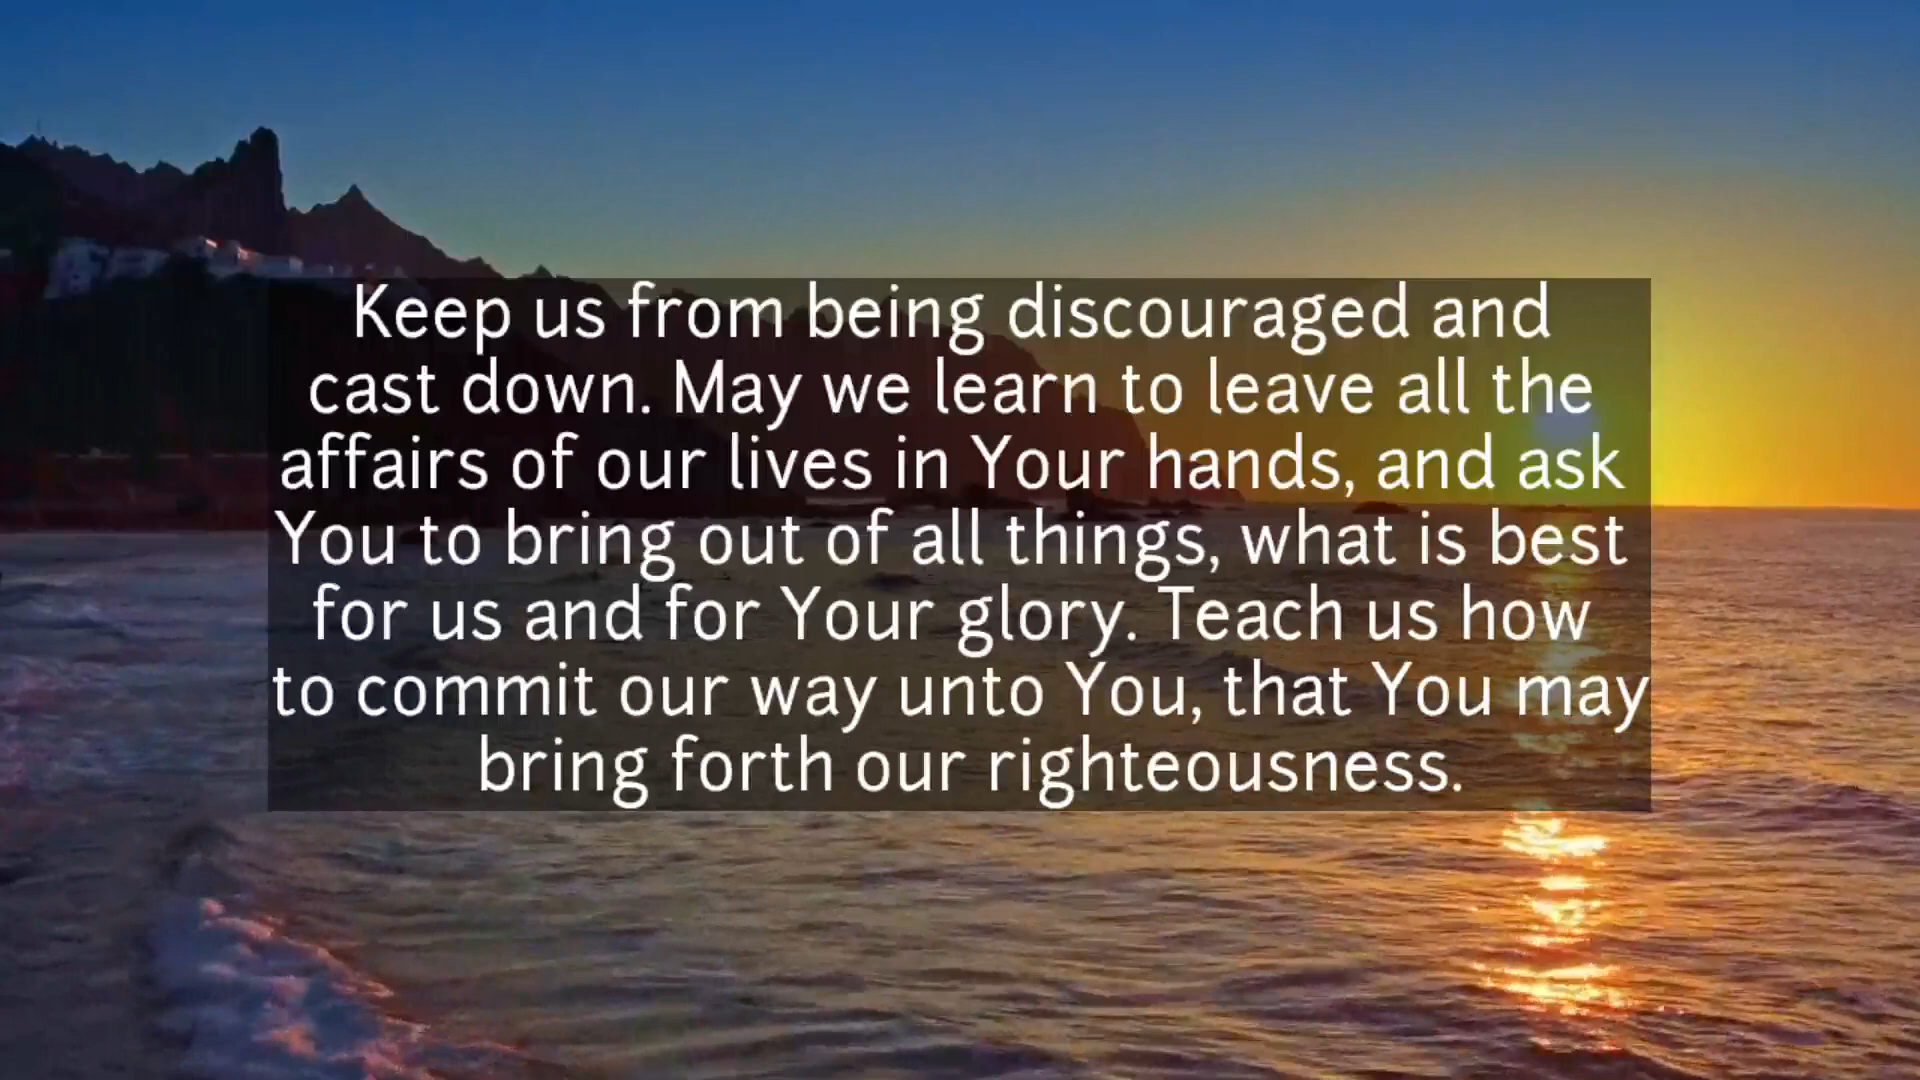 Keep us from being discouraged and
cast down. May we learn to leave all the
affairs of our lives in Your hands, and ask
You to bring out of all things, what is best
for us and for Your glory. Teach us how
to commit our way unto You, that You may
bring forth our righteousness.